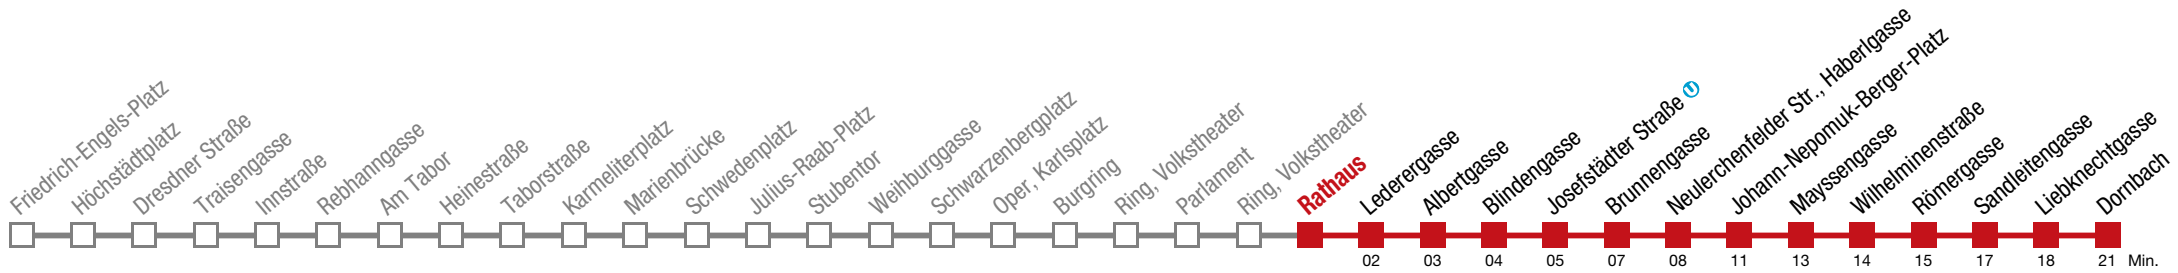 Friedrich-Engels-Platz
Höchstädtplatz
Dresdner Straße
Traisengasse
Innstraße
Rebhanngasse
Am Tabor
Heinestraße
Taborstraße
Karmeliterplatz
Marienbrücke
Schwedenplatz
Julius-Raab-Platz
Stubentor
Weihburggasse
Schwarzenbergplatz
Oper, Karlsplatz
Burgring
Ring, Volkstheater
Parlament
Ring, Volkstheater
Rathaus
Lederergasse
Albertgasse
Blindengasse
Josefstädter Straße U
Brunnengasse
Neulerchenfelder Str., Haberlgasse
Johann-Nepomuk-Berger-Platz
Mayssengasse
Wilhelminenstraße
Römergasse
Sandleitengasse
Liebknechtgasse
Dornbach
02 03 04 05 07 08 11 13 14 15 17 18 21 Min.